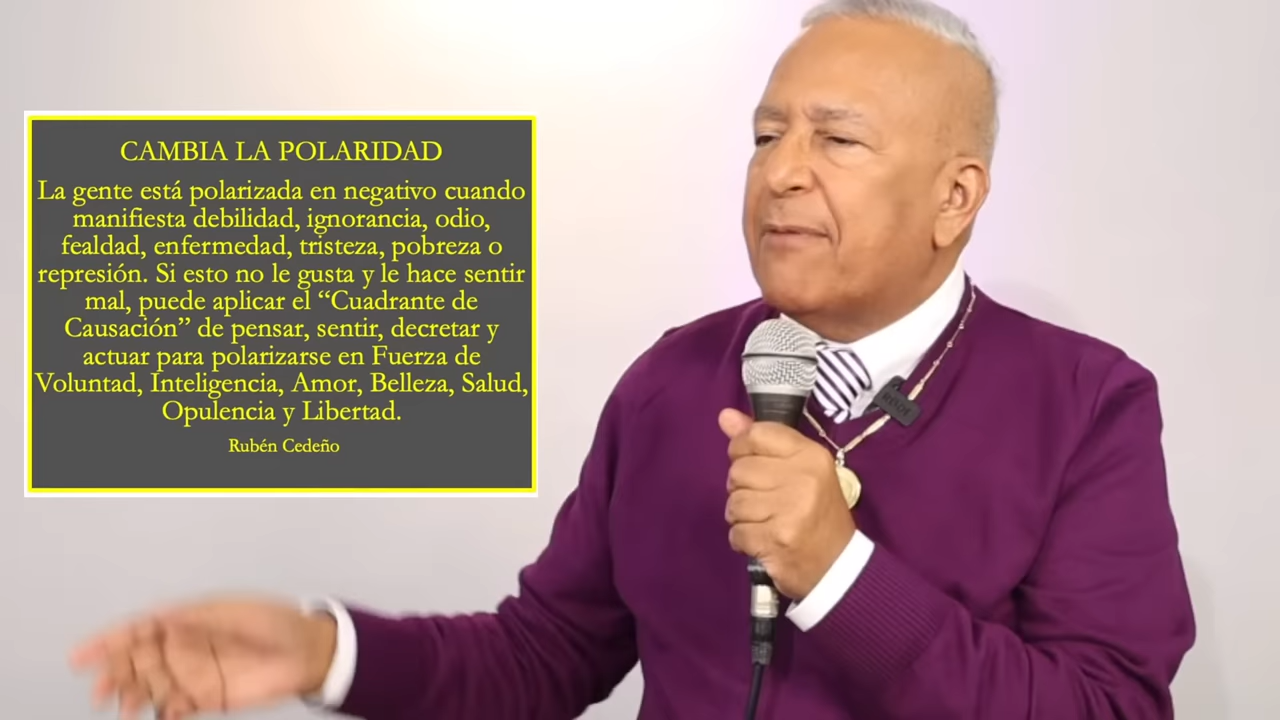 CAMBIA LA POLARIDAD
La gente está polarizada en negativo cuando
manifiesta debilidad, ignorancia, odio,
fealdad, enfermedad, tristeza, pobreza o
represión. Si esto no le gusta y le hace sentir
mal, puede aplicar el “Cuadrante de
Causación” de pensar, sentir, decretar y
actuar para polarizarse en Fuerza de
Voluntad, Inteligencia, Amor, Belleza, Salud,
Opulencia y Libertad.
Rubén Cedeño
RØDE